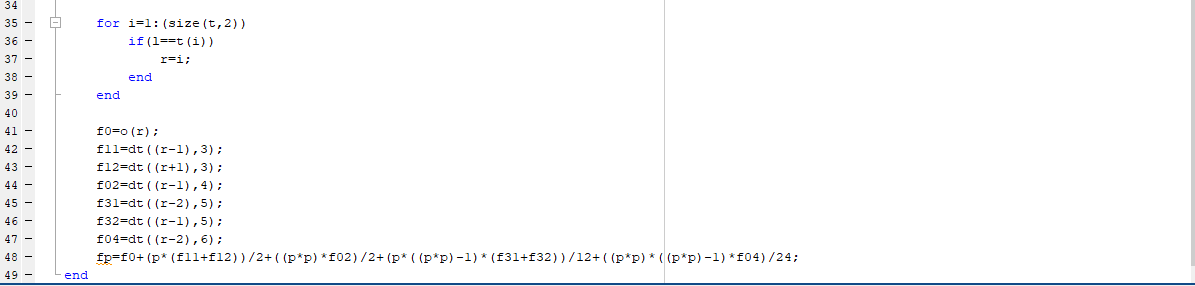 34
35 - for i=1:(size(t,2))
36 - if(l==t(i))
37 - r=i;
38 - end
39 - end
40
41 - f0=o(r);
42 - f11=dt((r-1),3);
43 - f12=dt((r+1),3);
44 - f02=dt((r-1),4);
45 - f31=dt((r-2),5);
46 - f32=dt((r-1),5);
47 - f04=dt((r-2),6);
48 - fp=f0+(p*(f11+f12))/2+((p*p)*f02)/2+(p*((p*p)-1)*(f31+f32))/12+((p*p)*((p*p)-1)*f04)/24;
49 - end